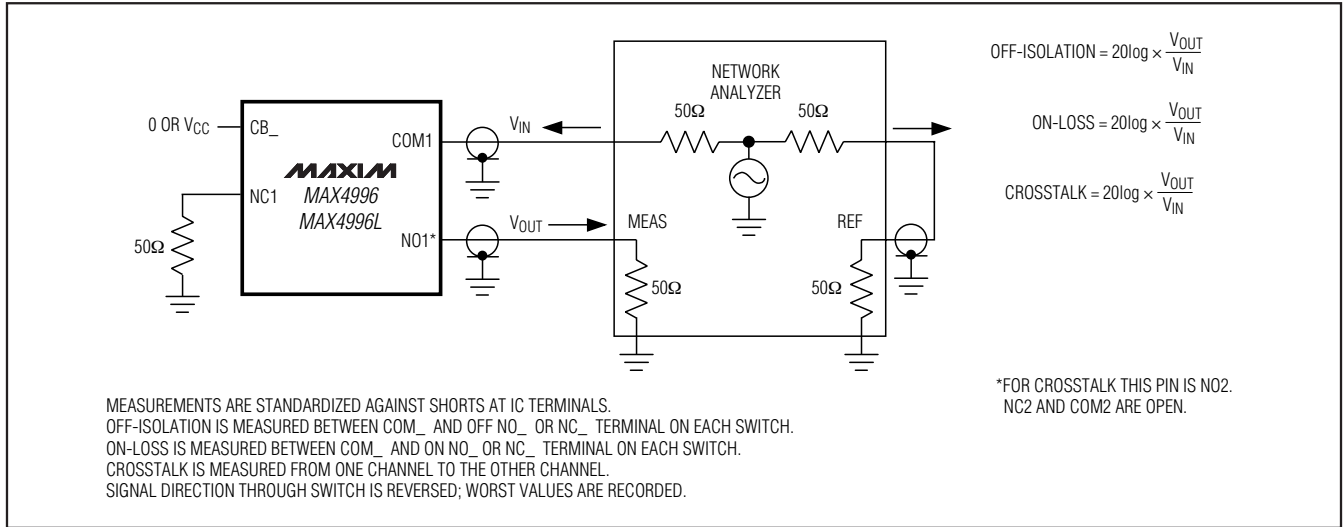 0 OR VCC
CB_
COM1
MAXIM
MAX4996
MAX4996L
NC1
NO1*
50Ω
VIN
VOUT
NETWORK
ANALYZER
50Ω
50Ω
MEAS
REF
50Ω
50Ω
OFF-ISOLATION = 20log × VOUT/VIN
ON-LOSS = 20log × VOUT/VIN
CROSSTALK = 20log × VOUT/VIN
*FOR CROSSTALK THIS PIN IS NO2.
NC2 AND COM2 ARE OPEN.
MEASUREMENTS ARE STANDARDIZED AGAINST SHORTS AT IC TERMINALS.
OFF-ISOLATION IS MEASURED BETWEEN COM_ AND OFF NO_ OR NC_ TERMINAL ON EACH SWITCH.
ON-LOSS IS MEASURED BETWEEN COM_ AND ON NO_ OR NC_ TERMINAL ON EACH SWITCH.
CROSSTALK IS MEASURED FROM ONE CHANNEL TO THE OTHER CHANNEL.
SIGNAL DIRECTION THROUGH SWITCH IS REVERSED; WORST VALUES ARE RECORDED.